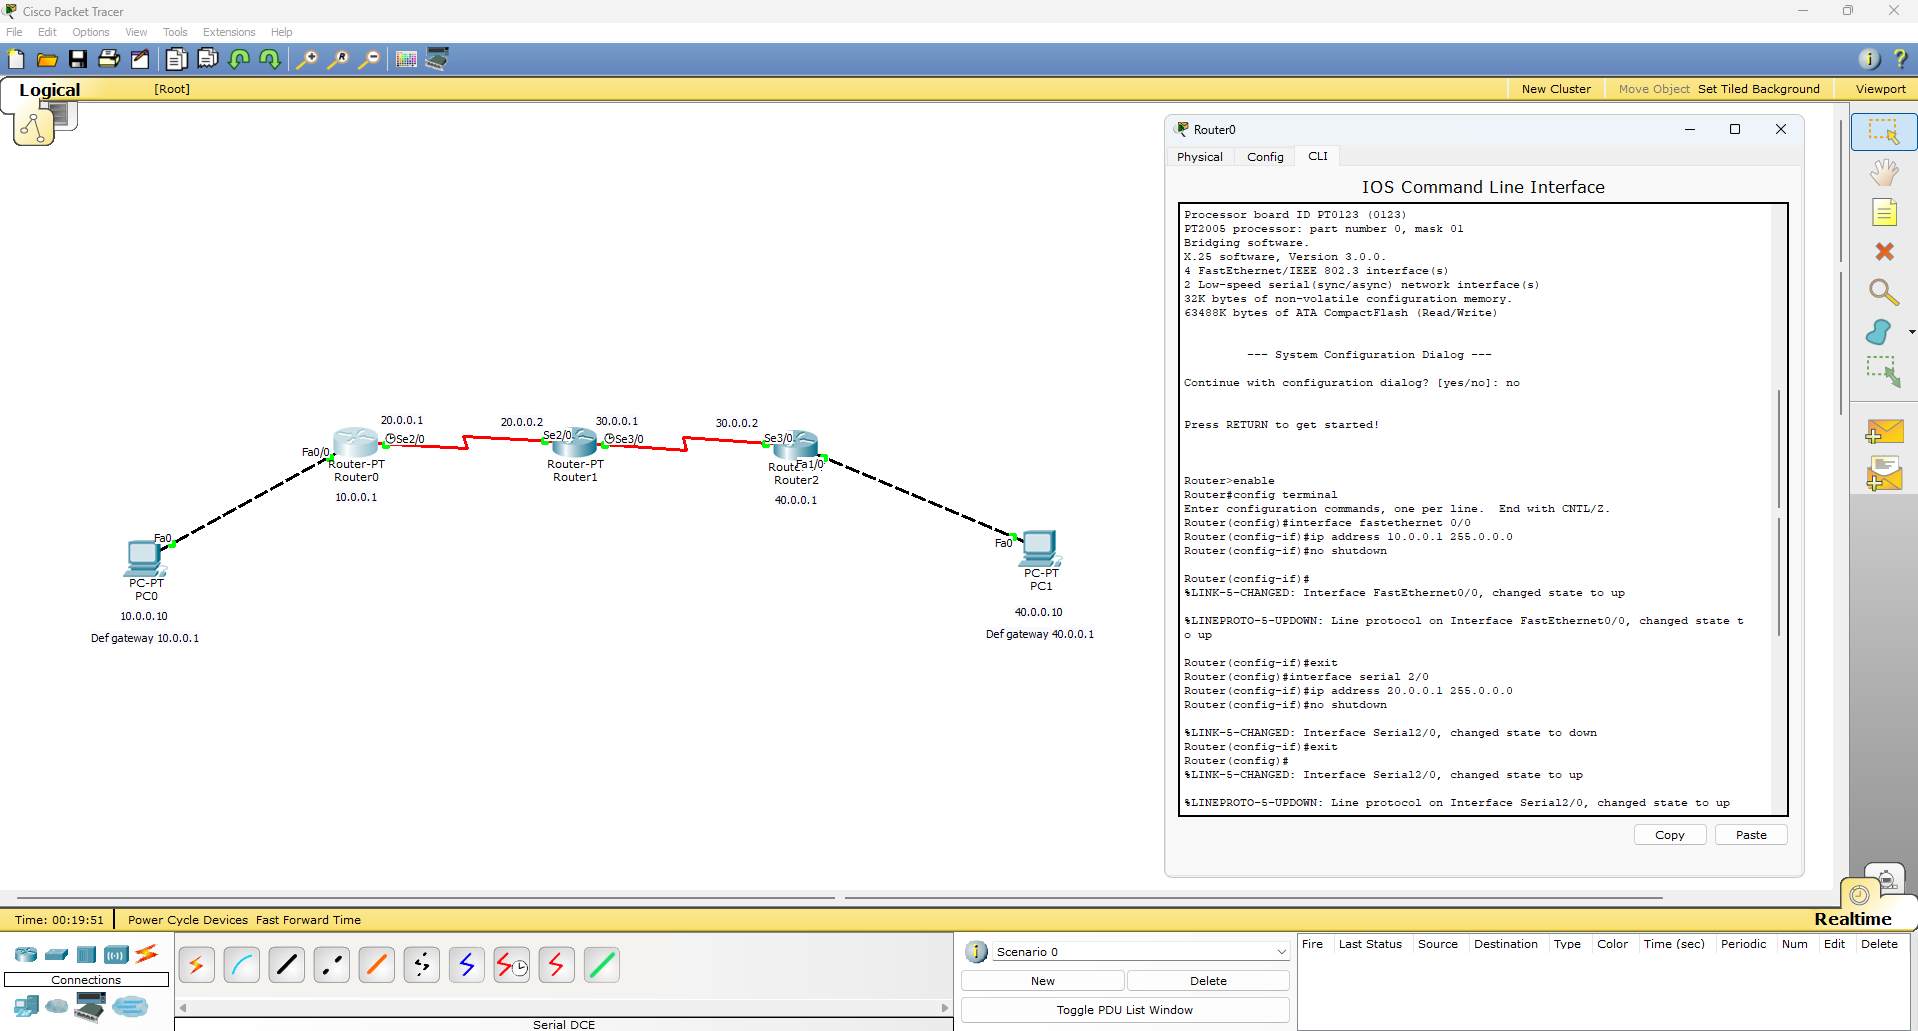 Cisco Packet Tracer
File Edit Options View Tools Extensions Help
Logical [Root] New Cluster Move Object Set Tiled Background Viewport
Router0
Physical Config CLI
IOS Command Line Interface
Processor board ID PT0123 (0123)
PT2005 processor: part number 0, mask 01
Bridging software.
X.25 software, Version 3.0.0.
4 FastEthernet/IEEE 802.3 interface(s)
2 Low-speed serial(sync/async) network interface(s)
32K bytes of non-volatile configuration memory.
63488K bytes of ATA CompactFlash (Read/Write)
--- System Configuration Dialog ---
Continue with configuration dialog? [yes/no]: no
Press RETURN to get started!
Router>enable
Router#config terminal
Enter configuration commands, one per line.  End with CNTL/Z.
Router(config)#interface fastethernet 0/0
Router(config-if)#ip address 10.0.0.1 255.0.0.0
Router(config-if)#no shutdown
Router(config-if)#
%LINK-5-CHANGED: Interface FastEthernet0/0, changed state to up
%LINEPROTO-5-UPDOWN: Line protocol on Interface FastEthernet0/0, changed state t
o up
Router(config-if)#exit
Router(config)#interface serial 2/0
Router(config-if)#ip address 20.0.0.1 255.0.0.0
Router(config-if)#no shutdown
%LINK-5-CHANGED: Interface Serial2/0, changed state to down
Router(config-if)#exit
Router(config)#
%LINK-5-CHANGED: Interface Serial2/0, changed state to up
%LINEPROTO-5-UPDOWN: Line protocol on Interface Serial2/0, changed state to up
Copy Paste
20.0.0.1 20.0.0.2 30.0.0.1 30.0.0.2
Fa0/0 Se2/0 Se2/0 Se3/0 Se3/0
Router-PT Router-PT Fa1/0
Router0 Router1 Router2
10.0.0.1 40.0.0.1
Fa0 Fa0
PC-PT PC-PT
PC0 PC1
10.0.0.10 40.0.0.10
Def gateway 10.0.0.1 Def gateway 40.0.0.1
Time: 00:19:51 Power Cycle Devices Fast Forward Time Realtime
Connections
Serial DCE
i Scenario 0
New Delete
Toggle PDU List Window
Fire Last Status Source Destination Type Color Time (sec) Periodic Num Edit Delete